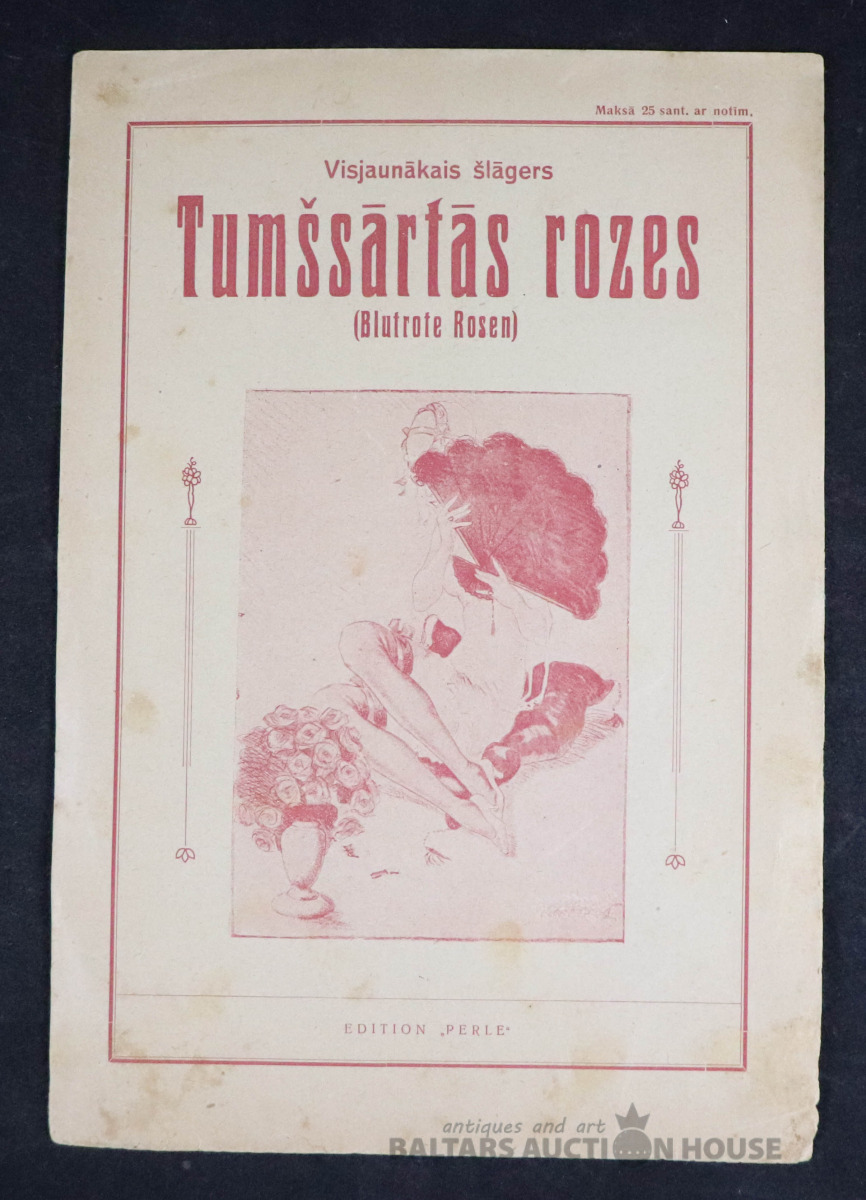 Maksā 25 sant. ar notīm.
Visjaunākais šlāgers
Tumšsārtās rozes
(Blutrote Rosen)
EDITION „PERLE“
antiques and art
BALTARS AUCTION HOUSE